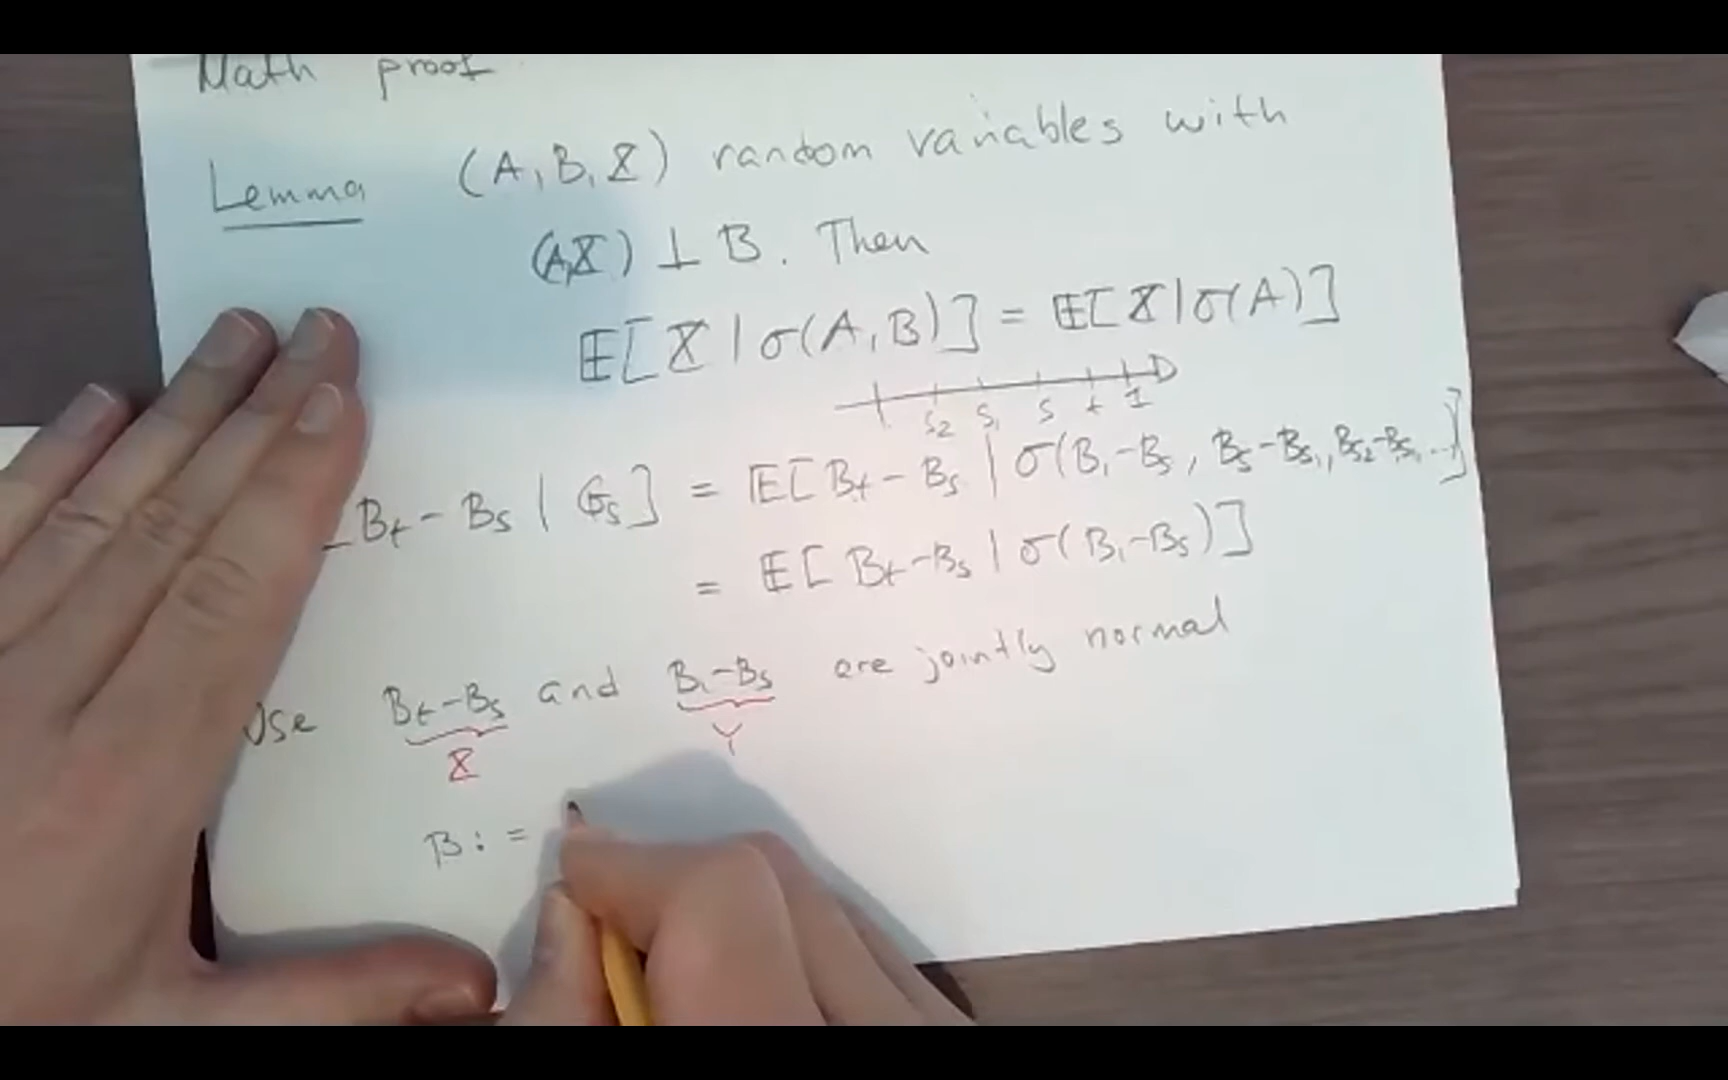 Math proof
Lemma (A, B, X) random variables with
(A, X) ⊥ B. Then
E[X | σ(A, B)] = E[X | σ(A)]
s₂ s₁ s t 1
[B_t - B_s | G_s] = E[B_t - B_s | σ(B_1 - B_s, B_s - B_s₁, B_s₂ - B_s₁, ...)]
= E[B_t - B_s | σ(B_1 - B_s)]
Use B_t - B_s and B_1 - B_s are jointly normal
X Y
B :=